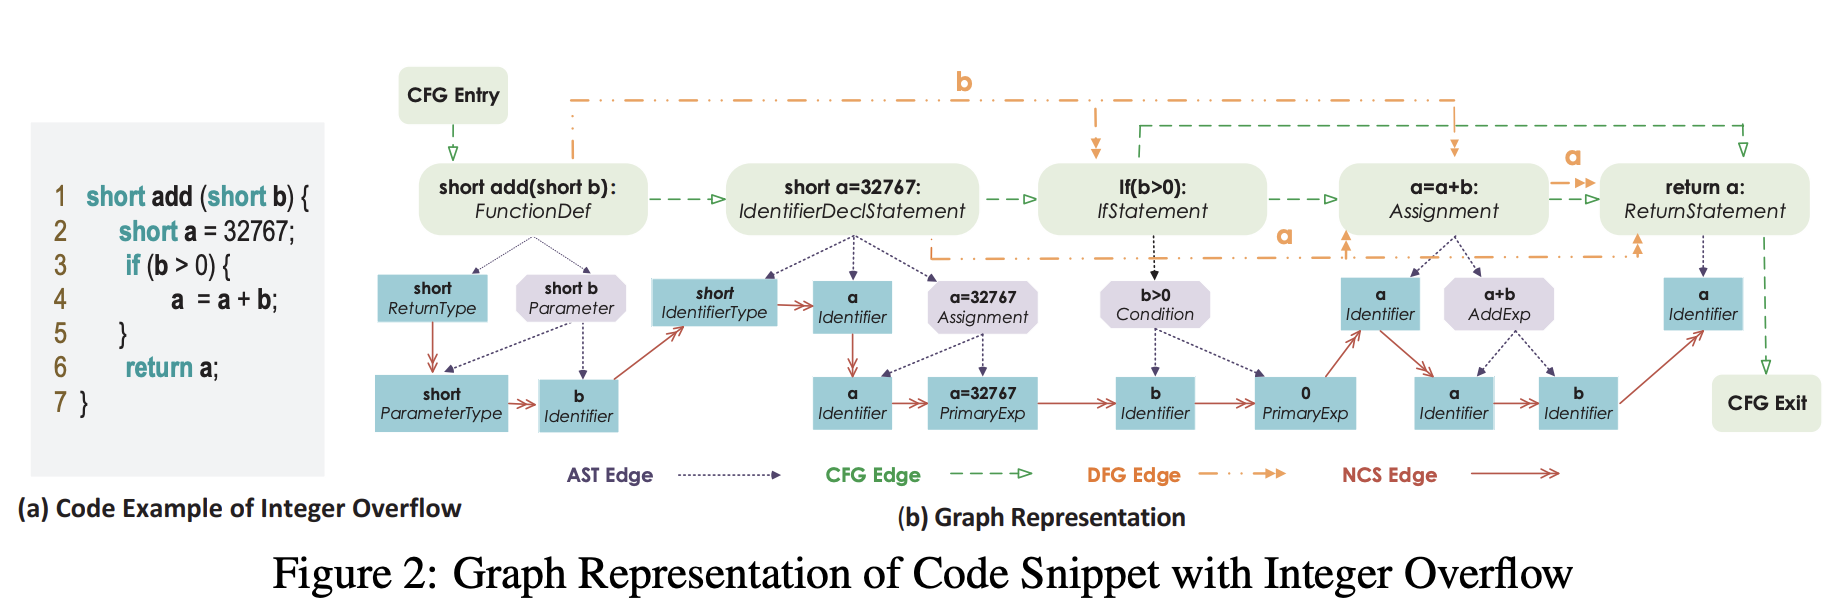 1 short add (short b) {
2 short a = 32767;
3 if (b > 0) {
4 a = a + b;
5 }
6 return a;
7 }
(a) Code Example of Integer Overflow
CFG Entry
b
a
short add(short b):
FunctionDef
short a=32767:
IdentifierDeclStatement
If(b>0):
IfStatement
a=a+b:
Assignment
return a:
ReturnStatement
a
short
ReturnType
short b
Parameter
short
IdentifierType
a
Identifier
a=32767
Assignment
b>0
Condition
a
Identifier
a+b
AddExp
a
Identifier
short
ParameterType
b
Identifier
a
Identifier
a=32767
PrimaryExp
b
Identifier
0
PrimaryExp
a
Identifier
b
Identifier
CFG Exit
AST Edge
CFG Edge
DFG Edge
NCS Edge
(b) Graph Representation
Figure 2: Graph Representation of Code Snippet with Integer Overflow